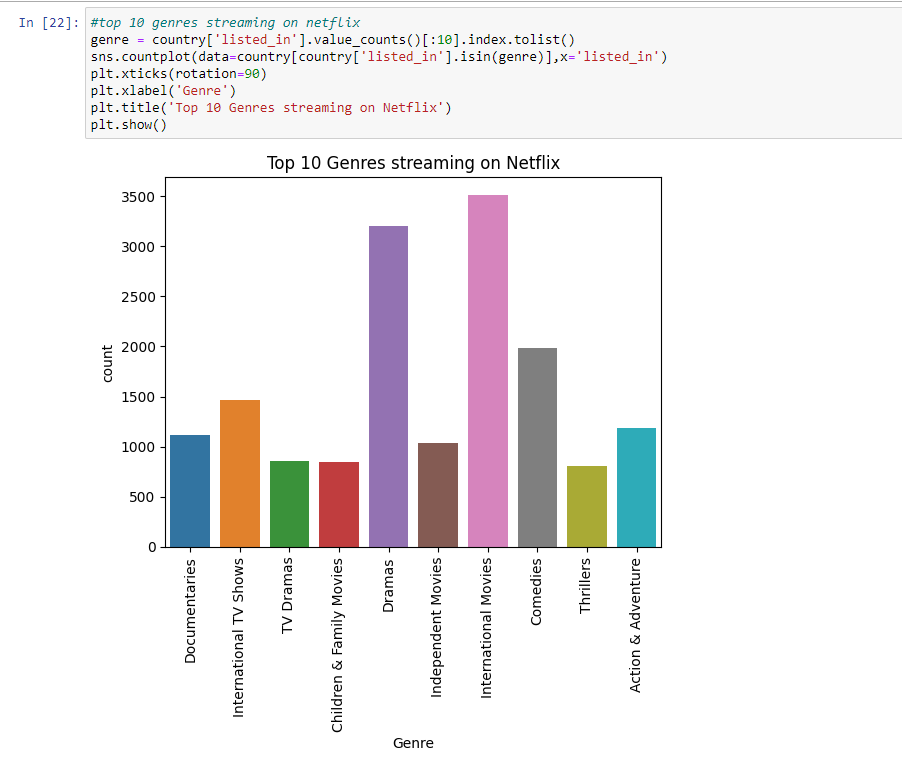 In [22]:
#top 10 genres streaming on netflix
genre = country['listed_in'].value_counts()[:10].index.tolist()
sns.countplot(data=country[country['listed_in'].isin(genre)],x='listed_in')
plt.xticks(rotation=90)
plt.xlabel('Genre')
plt.title('Top 10 Genres streaming on Netflix')
plt.show()
Top 10 Genres streaming on Netflix
3500
3000
2500
2000
1500
1000
500
0
count
Documentaries
International TV Shows
TV Dramas
Children & Family Movies
Dramas
Independent Movies
International Movies
Comedies
Thrillers
Action & Adventure
Genre